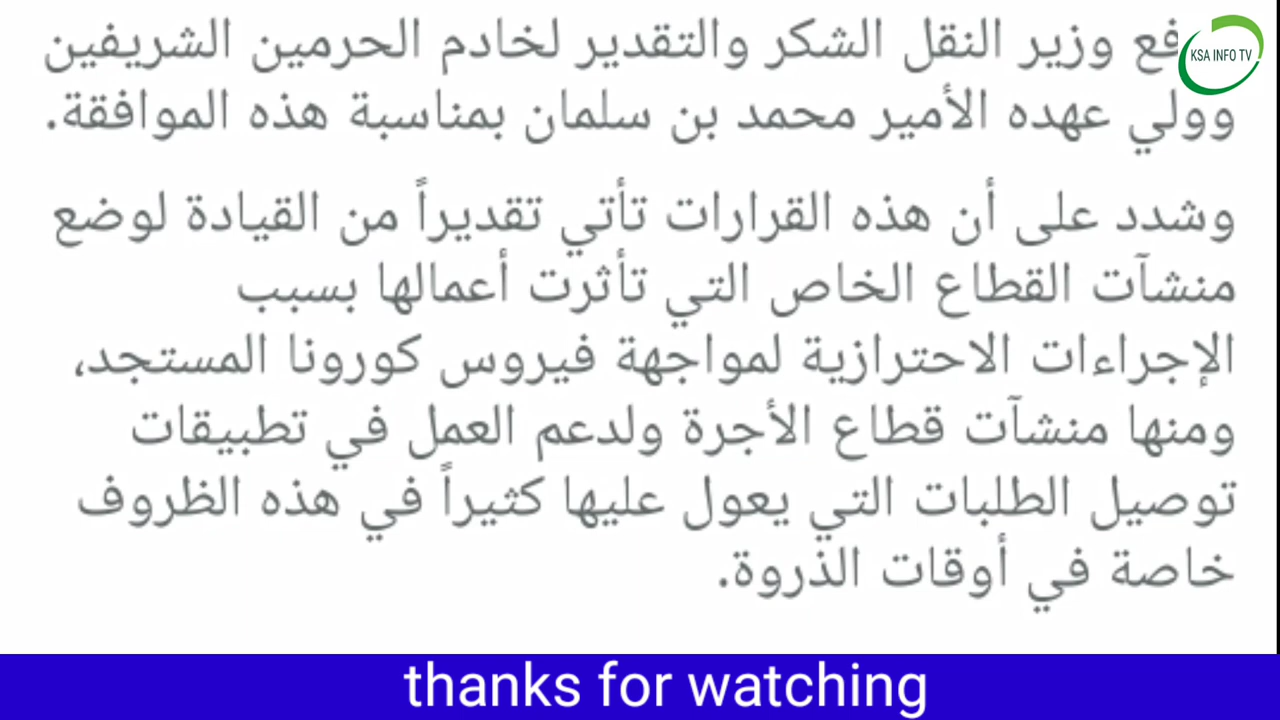 وزير النقل الشكر والتقدير لخادم الحرمين الشريفين
وولي عهده الأمير محمد بن سلمان بمناسبة هذه الموافقة.
وشدد على أن هذه القرارات تأتي تقديراً من القيادة لوضع
منشآت القطاع الخاص التي تأثرت أعمالها بسبب
الإجراءات الاحترازية لمواجهة فيروس كورونا المستجد،
ومنها منشآت قطاع الأجرة ولدعم العمل في تطبيقات
توصيل الطلبات التي يعول عليها كثيراً في هذه الظروف
خاصة في أوقات الذروة.
KSA INFO TV
thanks for watching